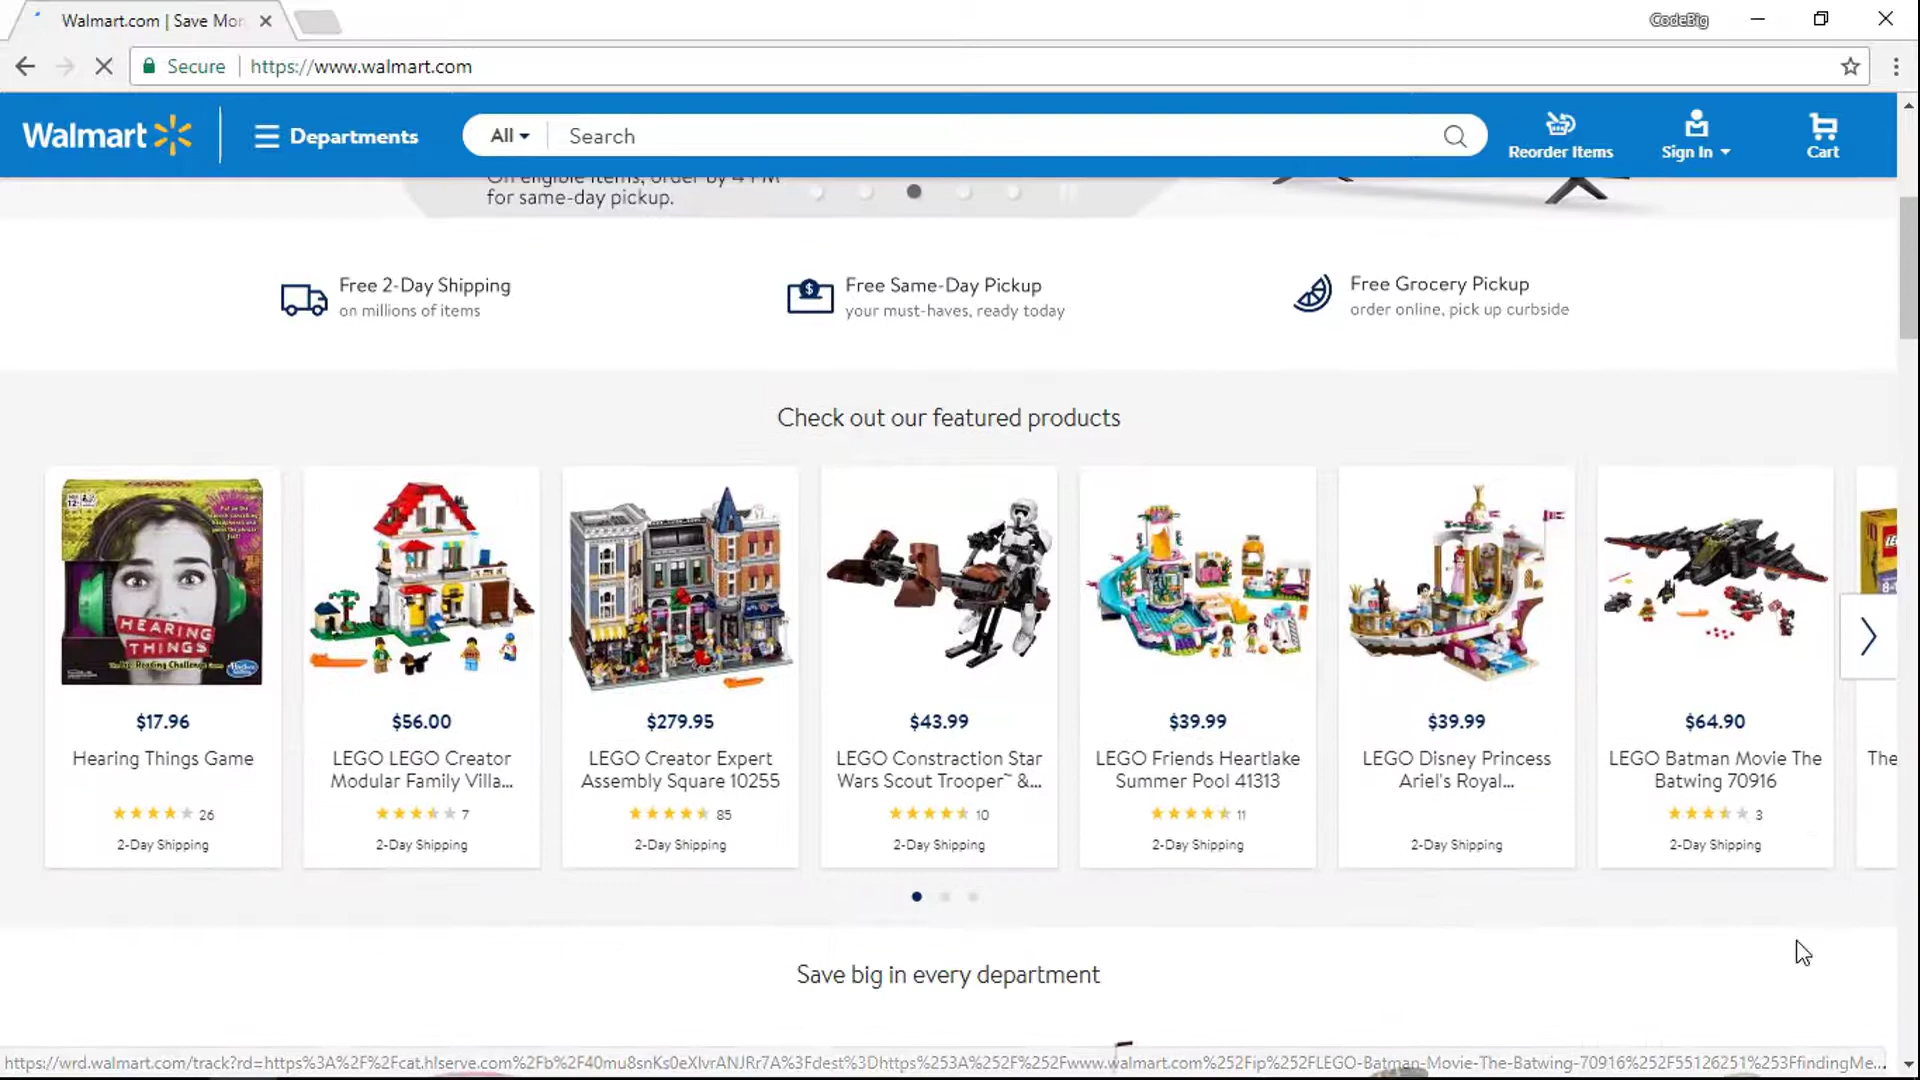 Walmart.com | Save Mon
CodeBig
Secure
https://www.walmart.com
Walmart
Departments
All
Search
Reorder Items
Sign In
Cart
On eligible items, order by 4 PM
for same-day pickup.
Free 2-Day Shipping
on millions of items
Free Same-Day Pickup
your must-haves, ready today
Free Grocery Pickup
order online, pick up curbside
Check out our featured products
HEARING
THINGS
The Lip-Reading Challenge Game
Hasbro
Gaming
$17.96
Hearing Things Game
26
2-Day Shipping
$56.00
LEGO LEGO Creator
Modular Family Villa...
7
2-Day Shipping
$279.95
LEGO Creator Expert
Assembly Square 10255
85
2-Day Shipping
$43.99
LEGO Constraction Star
Wars Scout Trooper™ &...
10
2-Day Shipping
$39.99
LEGO Friends Heartlake
Summer Pool 41313
11
2-Day Shipping
$39.99
LEGO Disney Princess
Ariel's Royal...
2-Day Shipping
$64.90
LEGO Batman Movie The
Batwing 70916
3
2-Day Shipping
The
Save big in every department
https://wrd.walmart.com/track?rd=https%3A%2F%2Fcat.hlserve.com%2Fb%2F40mu8snKs0eXIvrANJRr7A%3Fdest%3Dhttps%253A%252F%252Fwww.walmart.com%252Fip%252FLEGO-Batman-Movie-The-Batwing-70916%252F55126251%253FfindingMe...